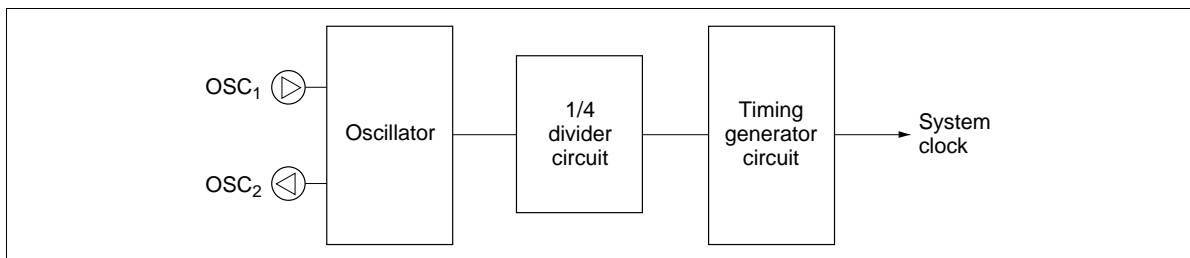 OSC1
OSC2
Oscillator
1/4
divider
circuit
Timing
generator
circuit
System
clock